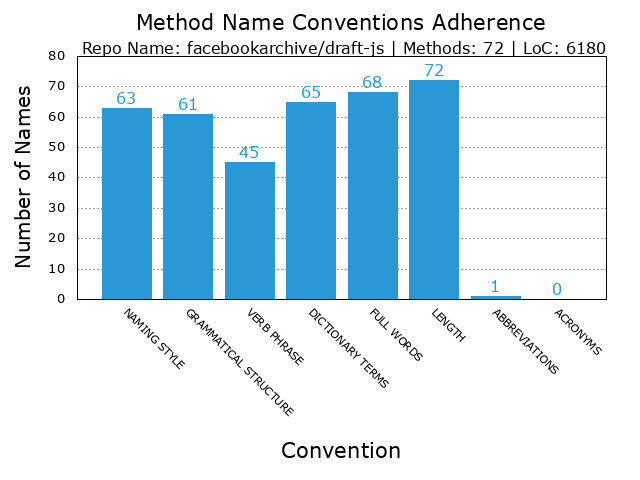 Method Name Conventions Adherence
Repo Name: facebookarchive/draft-js | Methods: 72 | LoC: 6180
Number of Names
80
70
60
50
40
30
20
10
0
63
61
45
65
68
72
1
0
NAMING STYLE
GRAMMATICAL STRUCTURE
VERB PHRASE
DICTIONARY TERMS
FULL WORDS
LENGTH
ABBREVIATIONS
ACRONYMS
Convention